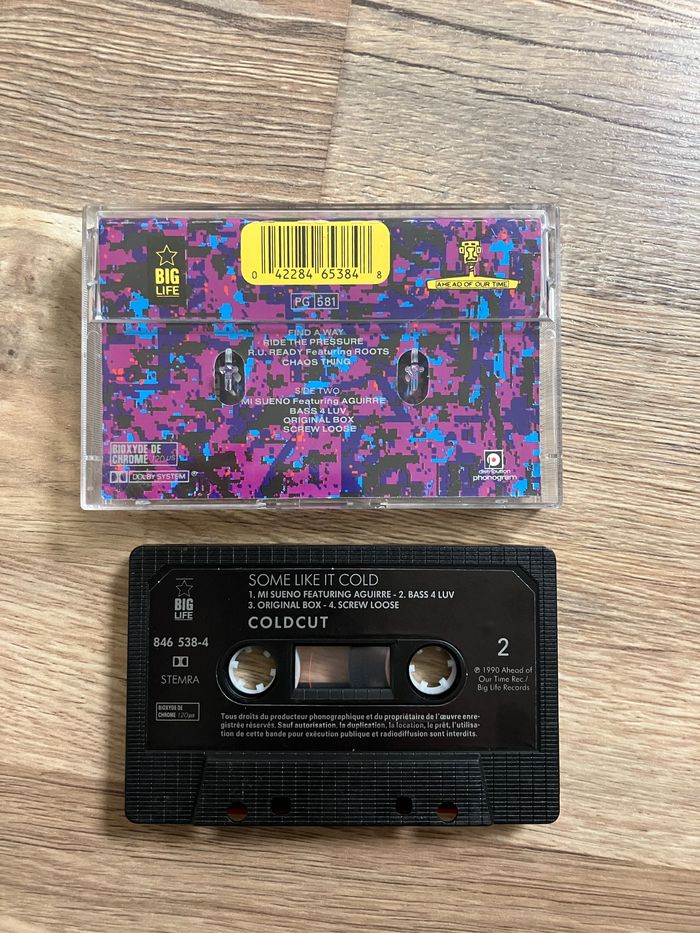 BIG
LIFE
0 42284 65384 8
AHEAD OF OUR TIME
PG 581
FIND A WAY
RIDE THE PRESSURE
R.U. READY Featuring ROOTS
CHAOS THING
SIDE TWO
MI SUENO Featuring AGUIRRE
BASS 4 LUV
ORIGINAL BOX
SCREW LOOSE
BIOXYDE DE
CHROME 120 µs
DOLBY SYSTEM ®
distribution
phonogram
BIG
LIFE
SOME LIKE IT COLD
1. MI SUENO FEATURING AGUIRRE - 2. BASS 4 LUV
3. ORIGINAL BOX - 4. SCREW LOOSE
COLDCUT
846 538-4
STEMRA
2
℗ 1990 Ahead of
Our Time Rec./
Big Life Records
BIOXYDE DE
CHROME 120 µs
Tous droits du producteur phonographique et du propriétaire de l'œuvre enre-
gistrée réservés. Sauf autorisation, la duplication, la location, le prêt, l'utilisa-
tion de cette bande pour exécution publique et radiodiffusion sont interdits.